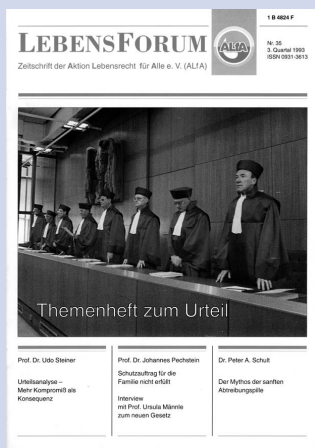 1 B 4824 F
LEBENSFORUM
Zeitschrift der Aktion Lebensrecht für Alle e. V. (ALfA)
ALfA
Nr. 35
3. Quartal 1993
ISSN 0931-3613
Themenheft zum Urteil
Prof. Dr. Udo Steiner
Urteilsanalyse –
Mehr Kompromiß als
Konsequenz
Prof. Dr. Johannes Pechstein
Schutzauftrag für die
Familie nicht erfüllt
Interview
mit Prof. Ursula Männle
zum neuen Gesetz
Dr. Peter A. Schult
Der Mythos der sanften
Abtreibungspille